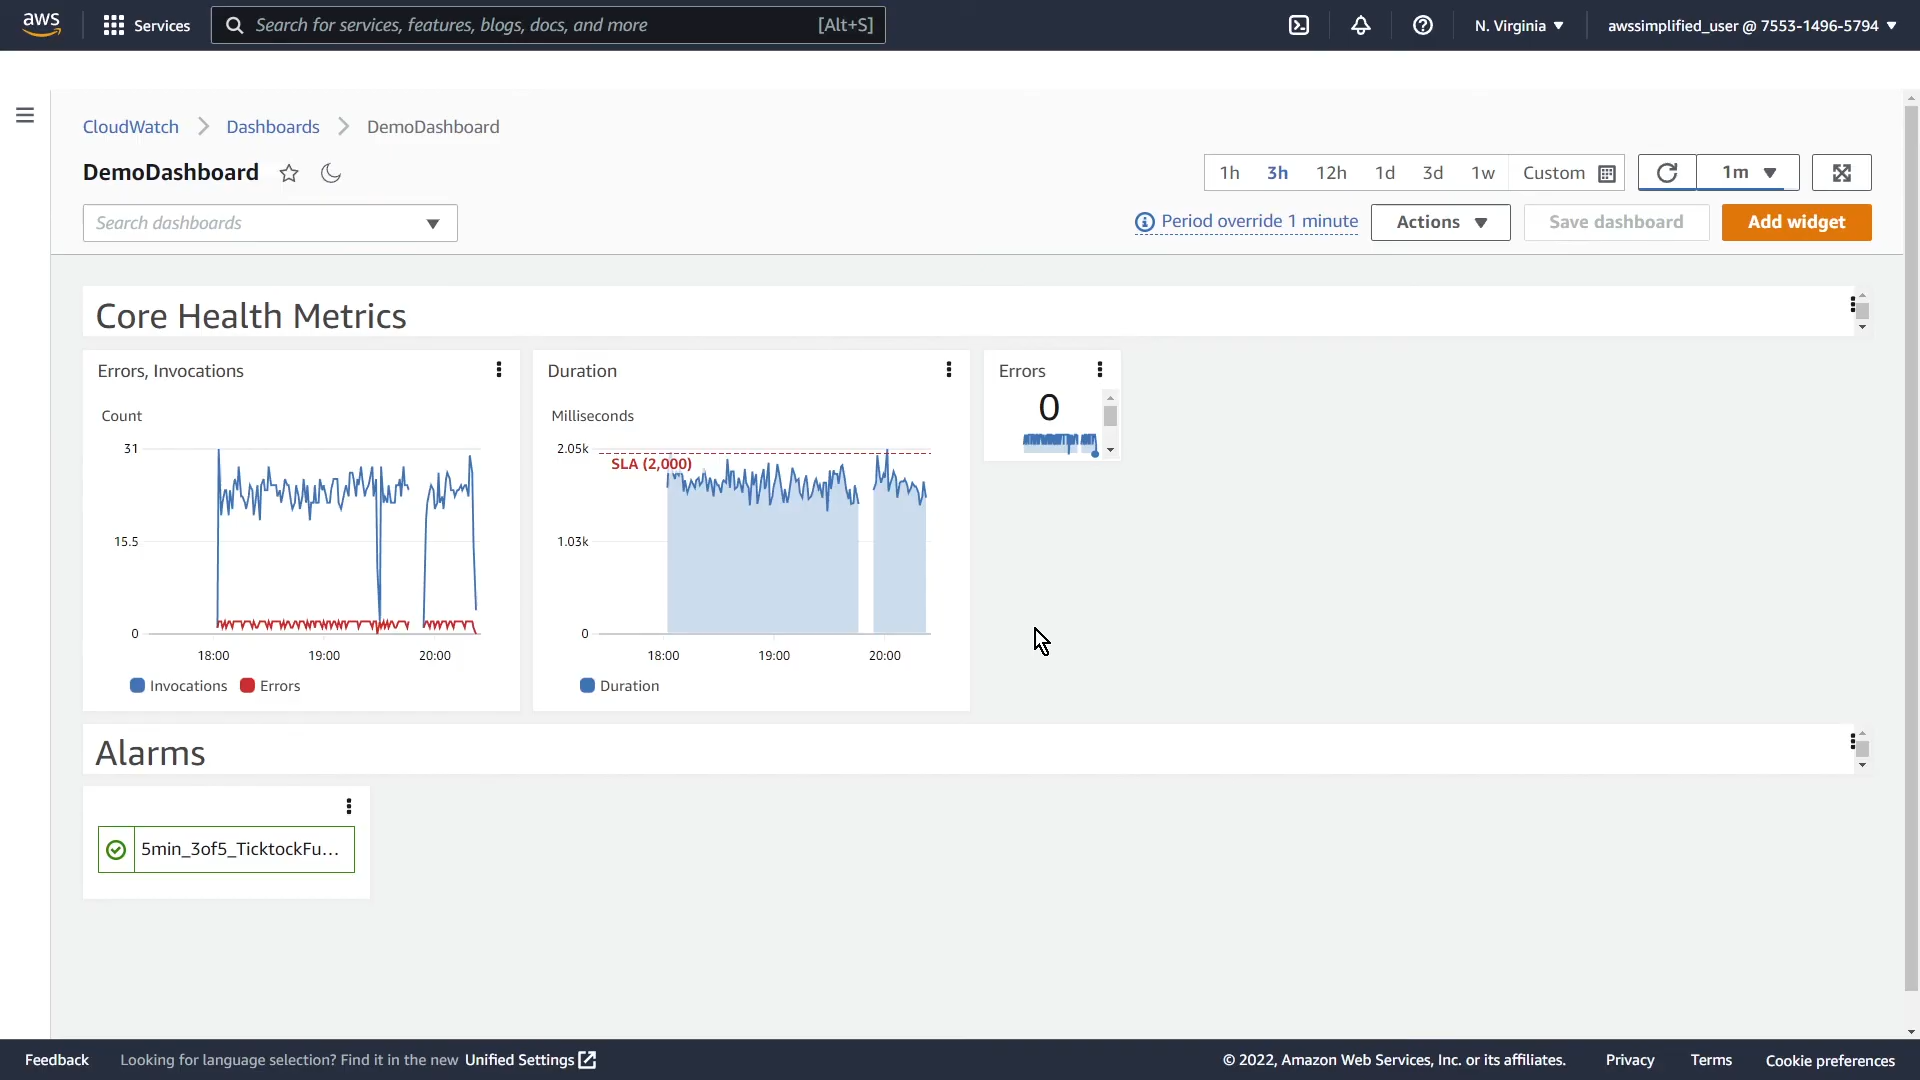 aws
Services
Search for services, features, blogs, docs, and more [Alt+S]
N. Virginia
awssimplified_user @ 7553-1496-5794
CloudWatch
Dashboards
DemoDashboard
DemoDashboard
1h
3h
12h
1d
3d
1w
Custom
1m
Search dashboards
Period override 1 minute
Actions
Save dashboard
Add widget
Core Health Metrics
Errors, Invocations
Count
31
15.5
0
18:00
19:00
20:00
Invocations
Errors
Duration
Milliseconds
2.05k
SLA (2,000)
1.03k
0
18:00
19:00
20:00
Duration
Errors
0
Alarms
5min_3of5_TicktockFu...
Feedback
Looking for language selection? Find it in the new Unified Settings
© 2022, Amazon Web Services, Inc. or its affiliates.
Privacy
Terms
Cookie preferences